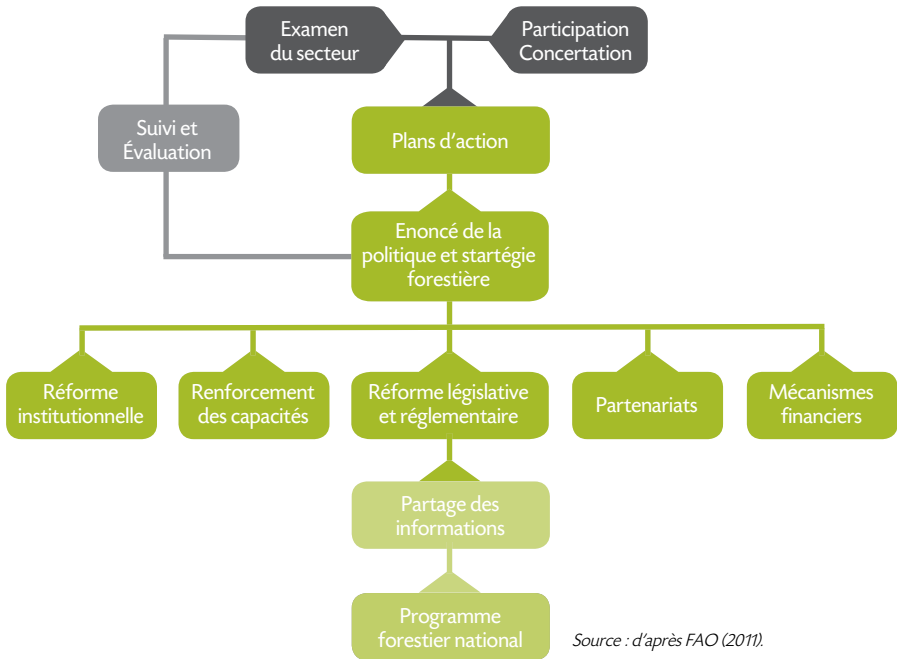 Examen
du secteur
Participation
Concertation
Suivi et
Évaluation
Plans d'action
Enoncé de la
politique et startégie
forestière
Réforme
institutionnelle
Renforcement
des capacités
Réforme législative
et réglementaire
Partenariats
Mécanismes
financiers
Partage des
informations
Programme
forestier national
Source : d'après FAO (2011).